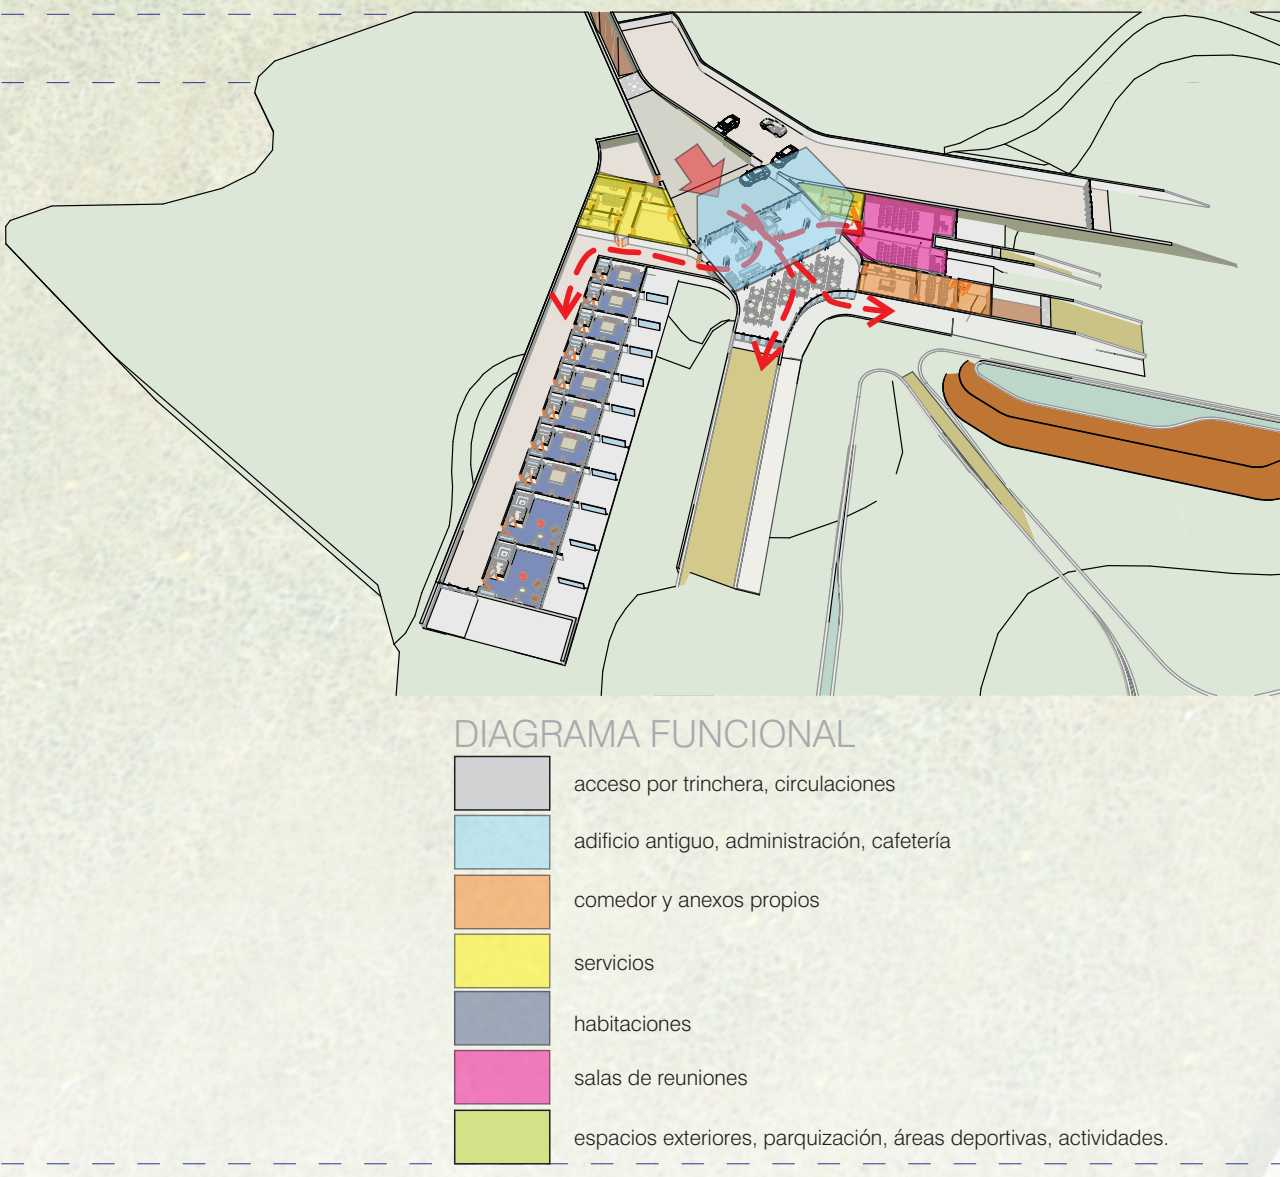 DIAGRAMA FUNCIONAL
acceso por trinchera, circulaciones
adificio antiguo, administración, cafetería
comedor y anexos propios
servicios
habitaciones
salas de reuniones
espacios exteriores, parquización, áreas deportivas, actividades.